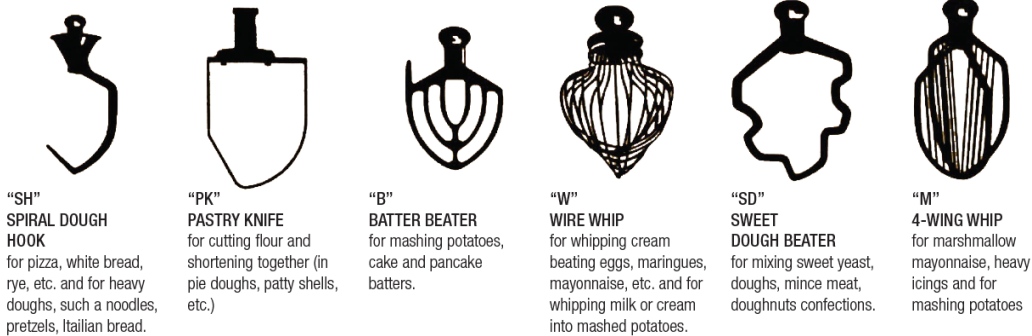 “SH”
SPIRAL DOUGH
HOOK
for pizza, white bread,
rye, etc. and for heavy
doughs, such a noodles,
pretzels, Itailian bread.
“PK”
PASTRY KNIFE
for cutting flour and
shortening together (in
pie doughs, patty shells,
etc.)
“B”
BATTER BEATER
for mashing potatoes,
cake and pancake
batters.
“W”
WIRE WHIP
for whipping cream
beating eggs, maringues,
mayonnaise, etc. and for
whipping milk or cream
into mashed potatoes.
“SD”
SWEET
DOUGH BEATER
for mixing sweet yeast,
doughs, mince meat,
doughnuts confections.
“M”
4-WING WHIP
for marshmallow
mayonnaise, heavy
icings and for
mashing potatoes